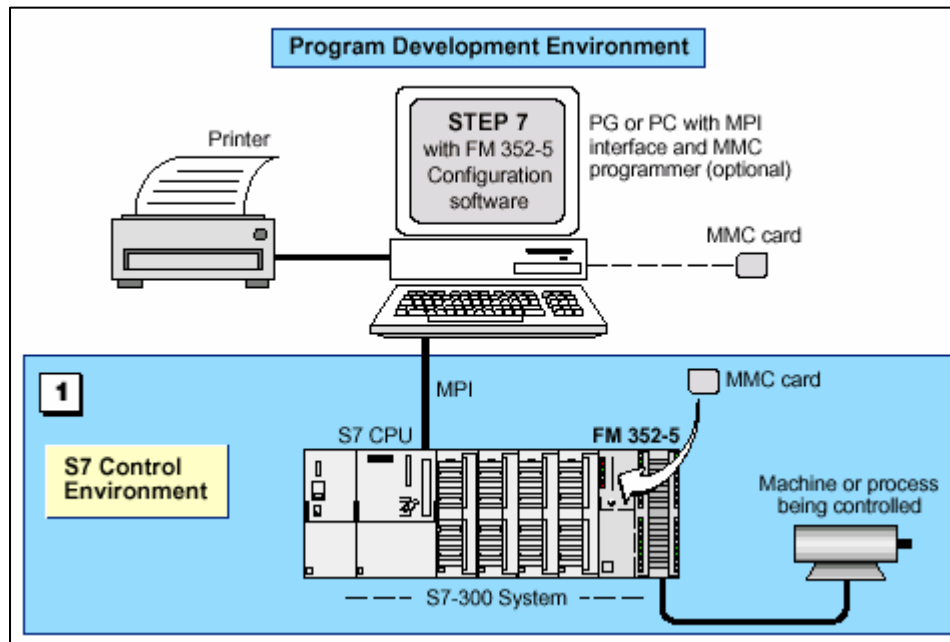 Program Development Environment
Printer
STEP 7
with FM 352-5
Configuration
software
PG or PC with MPI
interface and MMC
programmer (optional)
MMC card
1
MPI
MMC card
S7 CPU
FM 352-5
S7 Control
Environment
Machine or process
being controlled
S7-300 System